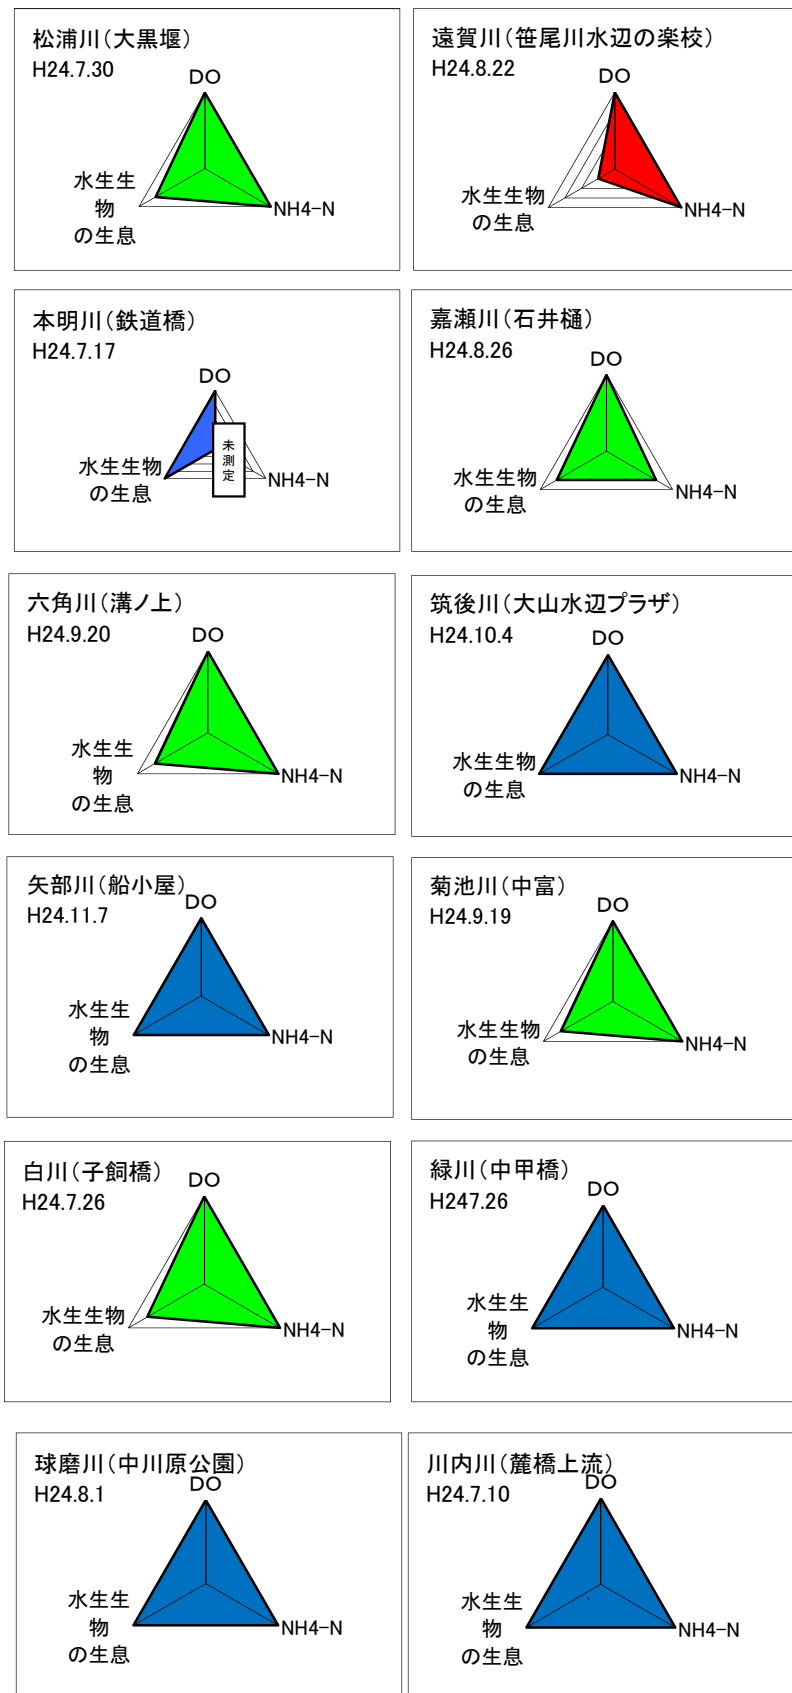 松浦川（大黒堰）
H24.7.30
DO
水生生
物
の生息
NH4-N
遠賀川（笹尾川水辺の楽校）
H24.8.22
DO
水生生物
の生息
NH4-N
本明川（鉄道橋）
H24.7.17
DO
未
測
定
水生生物
の生息
NH4-N
嘉瀬川（石井樋）
H24.8.26
DO
水生生物
の生息
NH4-N
六角川（溝ノ上）
H24.9.20
DO
水生生
物
の生息
NH4-N
筑後川（大山水辺プラザ）
H24.10.4
DO
水生生物
の生息
NH4-N
矢部川（船小屋）
H24.11.7
DO
水生生
物
の生息
NH4-N
菊池川（中富）
H24.9.19
DO
水生生物
の生息
NH4-N
白川（子飼橋）
H24.7.26
DO
水生生物
の生息
NH4-N
緑川（中甲橋）
H247.26
DO
水生生
物
の生息
NH4-N
球磨川（中川原公園）
H24.8.1
DO
水生生
物
の生息
NH4-N
川内川（麓橋上流）
H24.7.10
DO
水生生
物
の生息
NH4-N